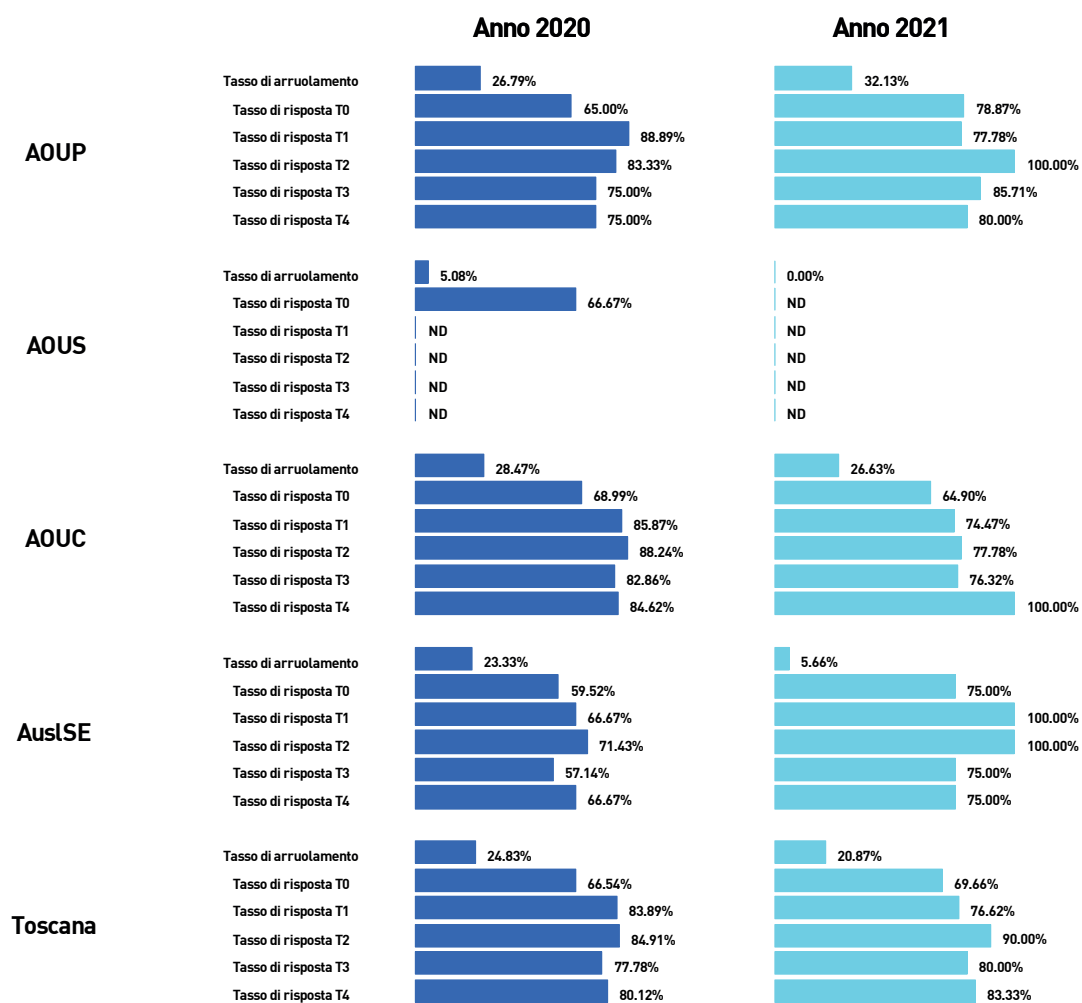 Anno 2020 Anno 2021
AOUP
Tasso di arruolamento 26.79% 32.13%
Tasso di risposta T0 65.00% 78.87%
Tasso di risposta T1 88.89% 77.78%
Tasso di risposta T2 83.33% 100.00%
Tasso di risposta T3 75.00% 85.71%
Tasso di risposta T4 75.00% 80.00%
AOUS
Tasso di arruolamento 5.08% 0.00%
Tasso di risposta T0 66.67% ND
Tasso di risposta T1 ND ND
Tasso di risposta T2 ND ND
Tasso di risposta T3 ND ND
Tasso di risposta T4 ND ND
AOUC
Tasso di arruolamento 28.47% 26.63%
Tasso di risposta T0 68.99% 64.90%
Tasso di risposta T1 85.87% 74.47%
Tasso di risposta T2 88.24% 77.78%
Tasso di risposta T3 82.86% 76.32%
Tasso di risposta T4 84.62% 100.00%
AuslSE
Tasso di arruolamento 23.33% 5.66%
Tasso di risposta T0 59.52% 75.00%
Tasso di risposta T1 66.67% 100.00%
Tasso di risposta T2 71.43% 100.00%
Tasso di risposta T3 57.14% 75.00%
Tasso di risposta T4 66.67% 75.00%
Toscana
Tasso di arruolamento 24.83% 20.87%
Tasso di risposta T0 66.54% 69.66%
Tasso di risposta T1 83.89% 76.62%
Tasso di risposta T2 84.91% 90.00%
Tasso di risposta T3 77.78% 80.00%
Tasso di risposta T4 80.12% 83.33%